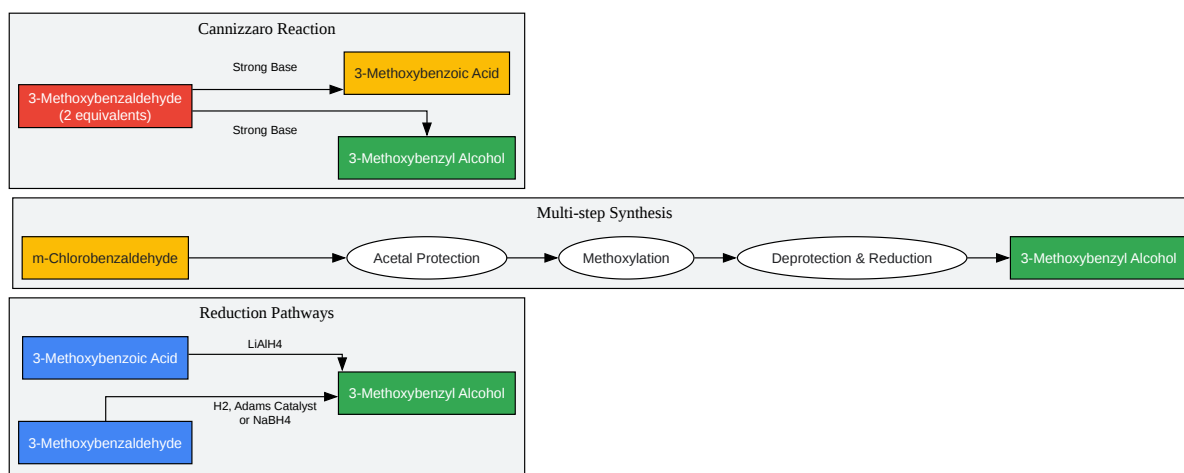 Cannizzaro Reaction
3-Methoxybenzaldehyde
(2 equivalents)
Strong Base
Strong Base
3-Methoxybenzoic Acid
3-Methoxybenzyl Alcohol
Multi-step Synthesis
m-Chlorobenzaldehyde
Acetal Protection
Methoxylation
Deprotection & Reduction
3-Methoxybenzyl Alcohol
Reduction Pathways
3-Methoxybenzoic Acid
LiAlH4
3-Methoxybenzyl Alcohol
H2, Adams Catalyst
or NaBH4
3-Methoxybenzaldehyde